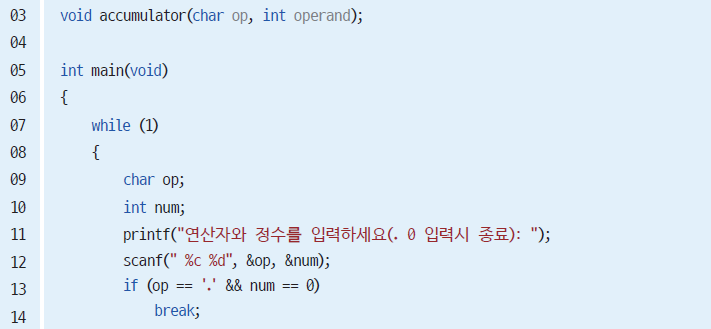 03 void accumulator(char op, int operand);
04
05 int main(void)
06 {
07 while (1)
08 {
09 char op;
10 int num;
11 printf("연산자와 정수를 입력하세요(. 0 입력시 종료): ");
12 scanf(" %c %d", &op, &num);
13 if (op == '.' && num == 0)
14 break;